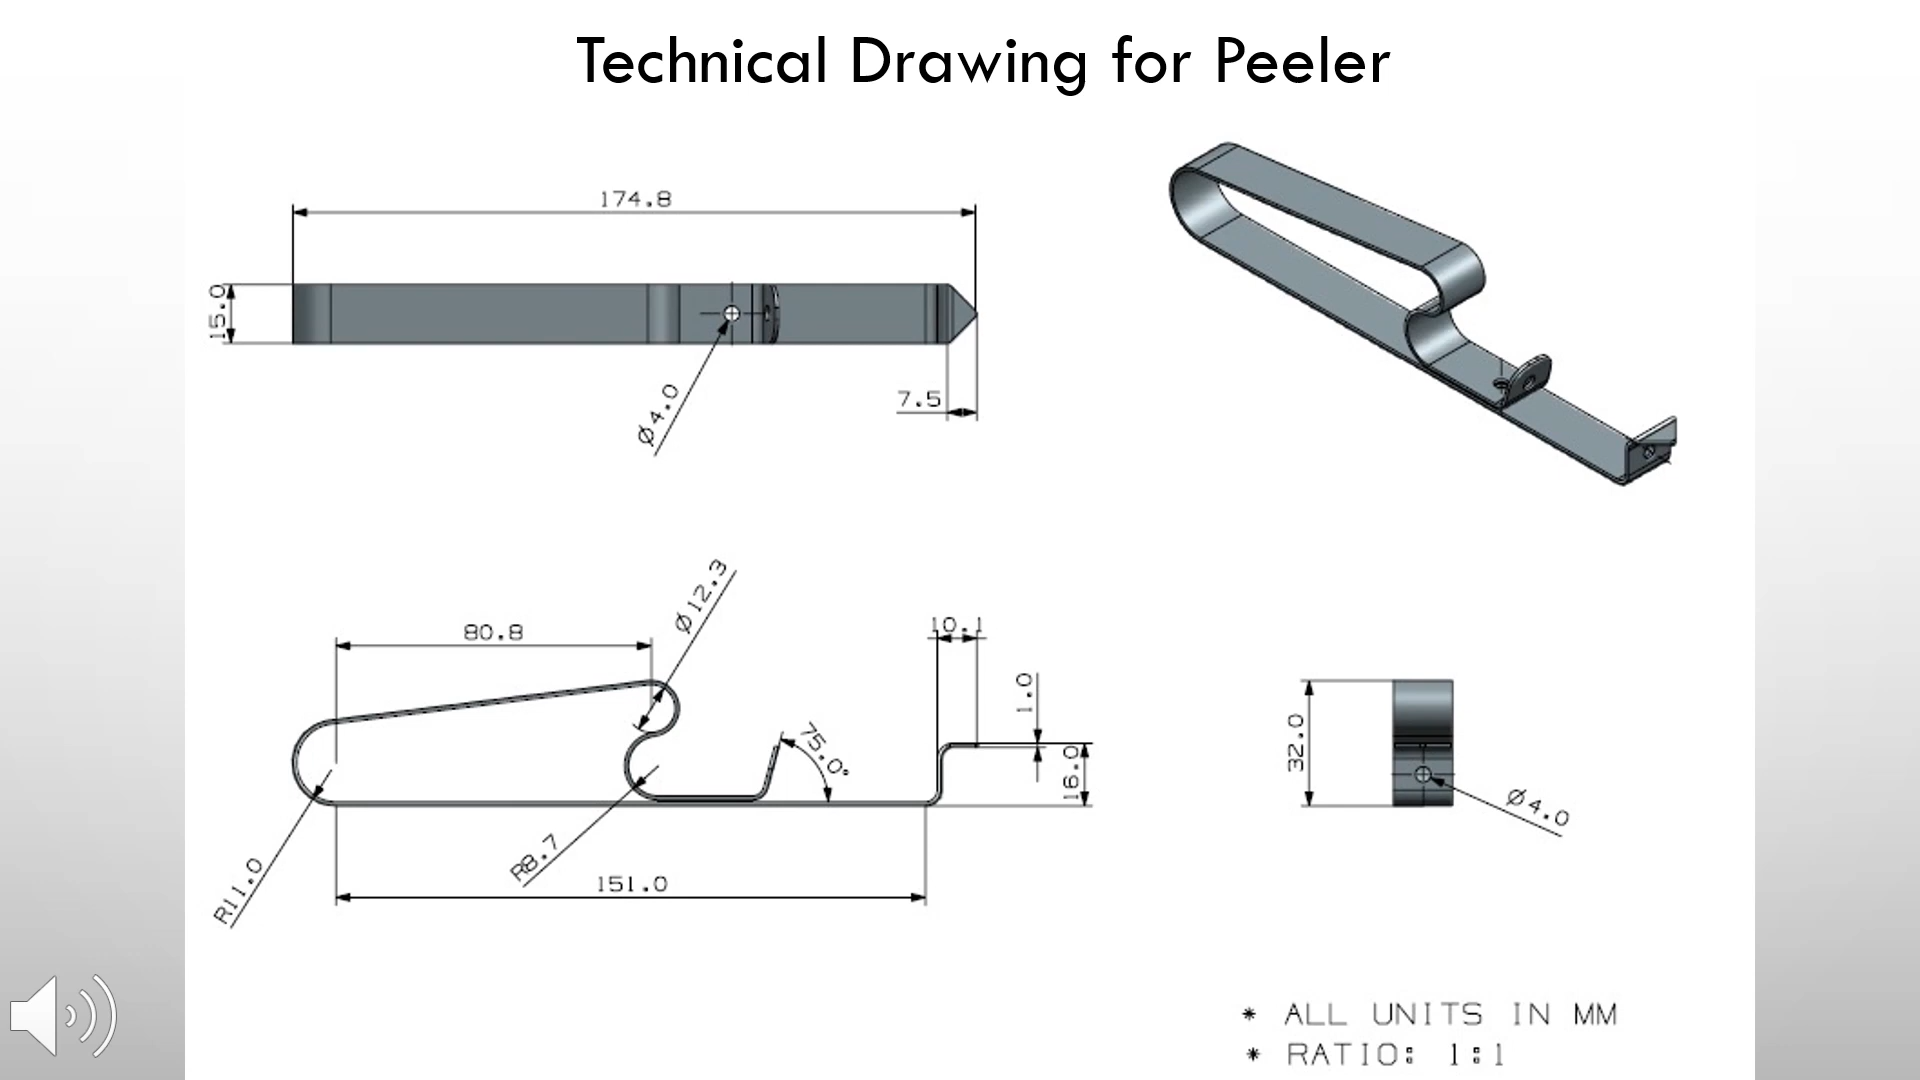 Technical Drawing for Peeler
174.8
15.0
Ø4.0
7.5
Ø12.3
80.8
10.1
1.0
75.0°
16.0
32.0
Ø4.0
R8.7
R11.0
151.0
* ALL UNITS IN MM
* RATIO: 1:1